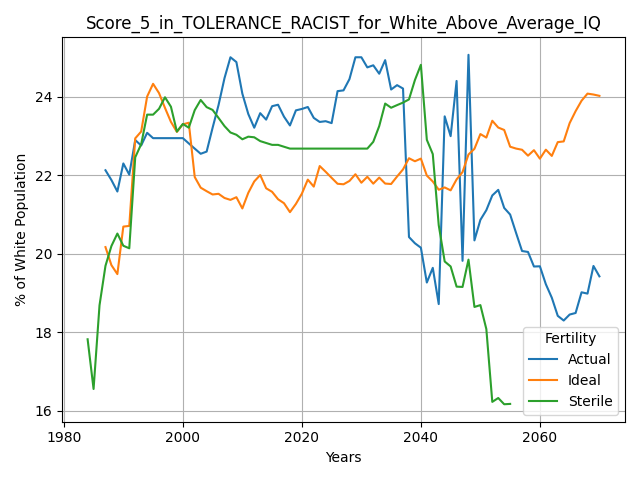 Score_5_in_TOLERANCE_RACIST_for_White_Above_Average_IQ
% of White Population
24
22
20
18
16
1980
2000
2020
2040
2060
Years
Fertility
Actual
Ideal
Sterile